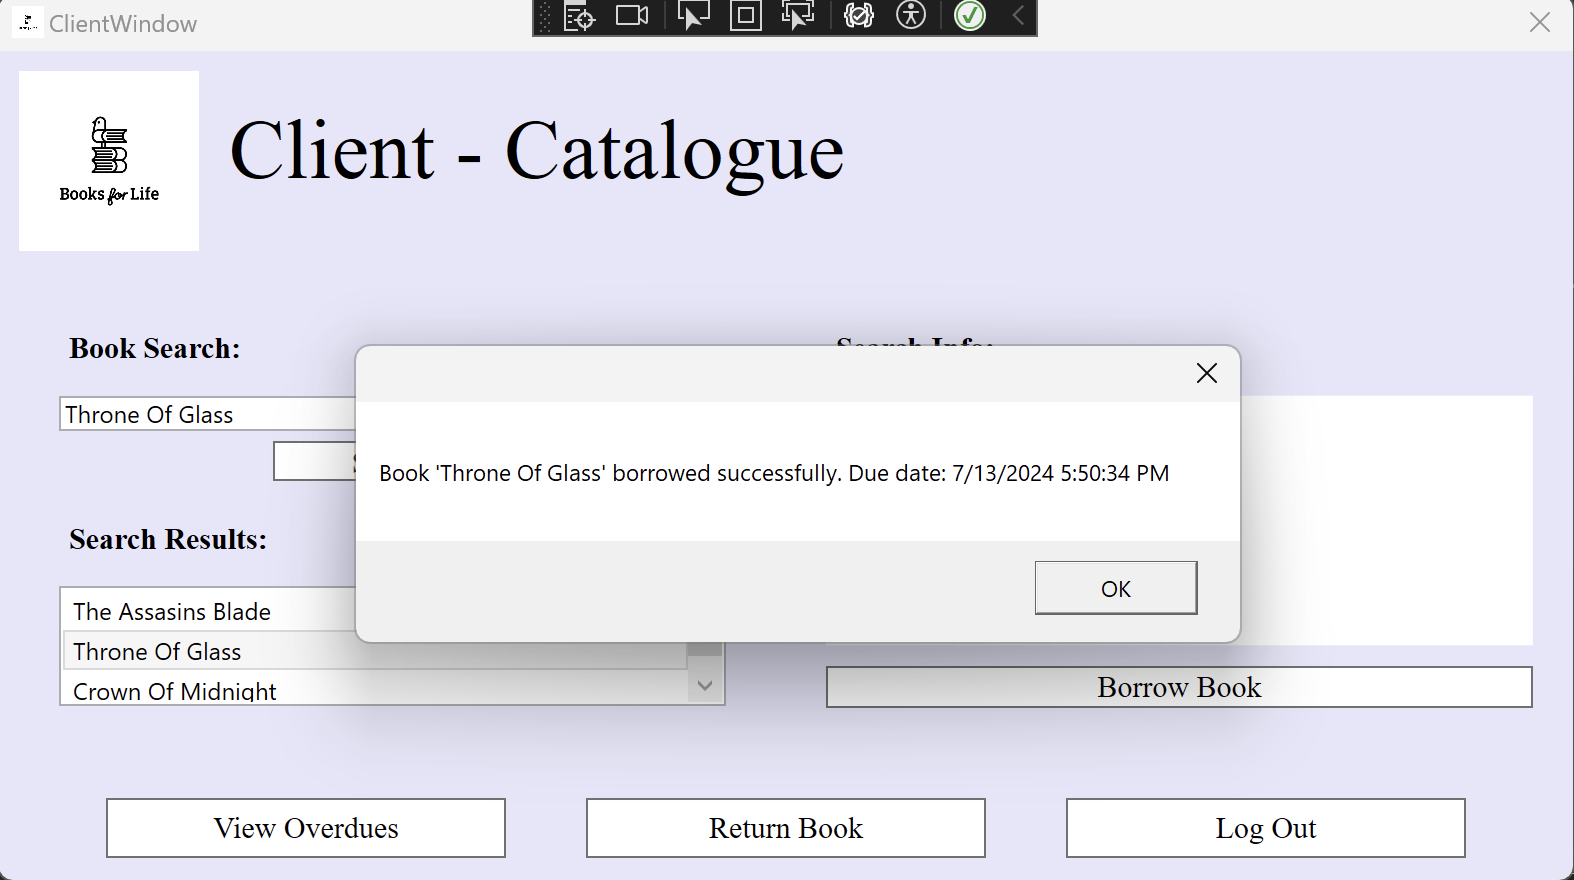 ClientWindow
Books for Life
Client - Catalogue
Book Search:
Search Info:
Throne Of Glass
Book 'Throne Of Glass' borrowed successfully. Due date: 7/13/2024 5:50:34 PM
OK
Search Results:
The Assasins Blade
Throne Of Glass
Crown Of Midnight
Borrow Book
View Overdues
Return Book
Log Out